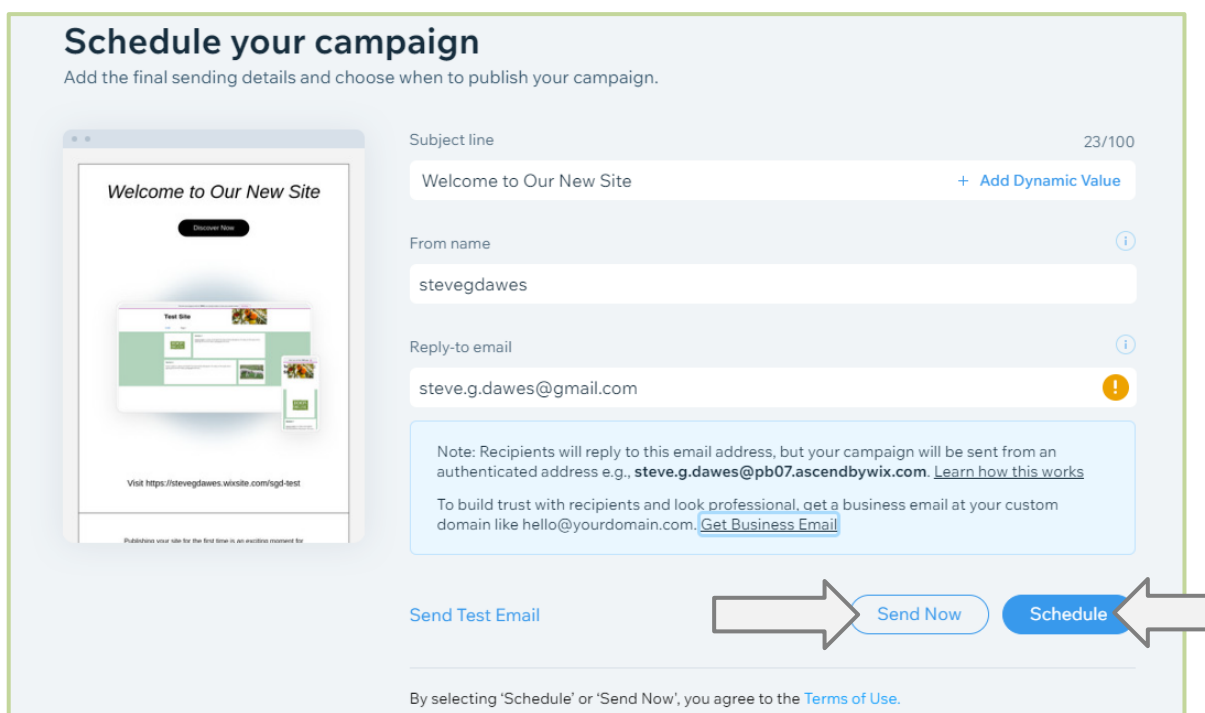 Schedule your campaign
Add the final sending details and choose when to publish your campaign.
Subject line
23/100
Welcome to Our New Site
+ Add Dynamic Value
From name
stevegdawes
Reply-to email
steve.g.dawes@gmail.com
Note: Recipients will reply to this email address, but your campaign will be sent from an
authenticated address e.g., steve.g.dawes@pb07.ascendbywix.com. Learn how this works
To build trust with recipients and look professional, get a business email at your custom
domain like hello@yourdomain.com. Get Business Email
Welcome to Our New Site
Discover Now
Test Site
Visit https://stevegdawes.wixsite.com/sgd-test
Publishing your site for the first time is an exciting moment for
Send Test Email
Send Now
Schedule
By selecting ‘Schedule’ or ‘Send Now’, you agree to the Terms of Use.